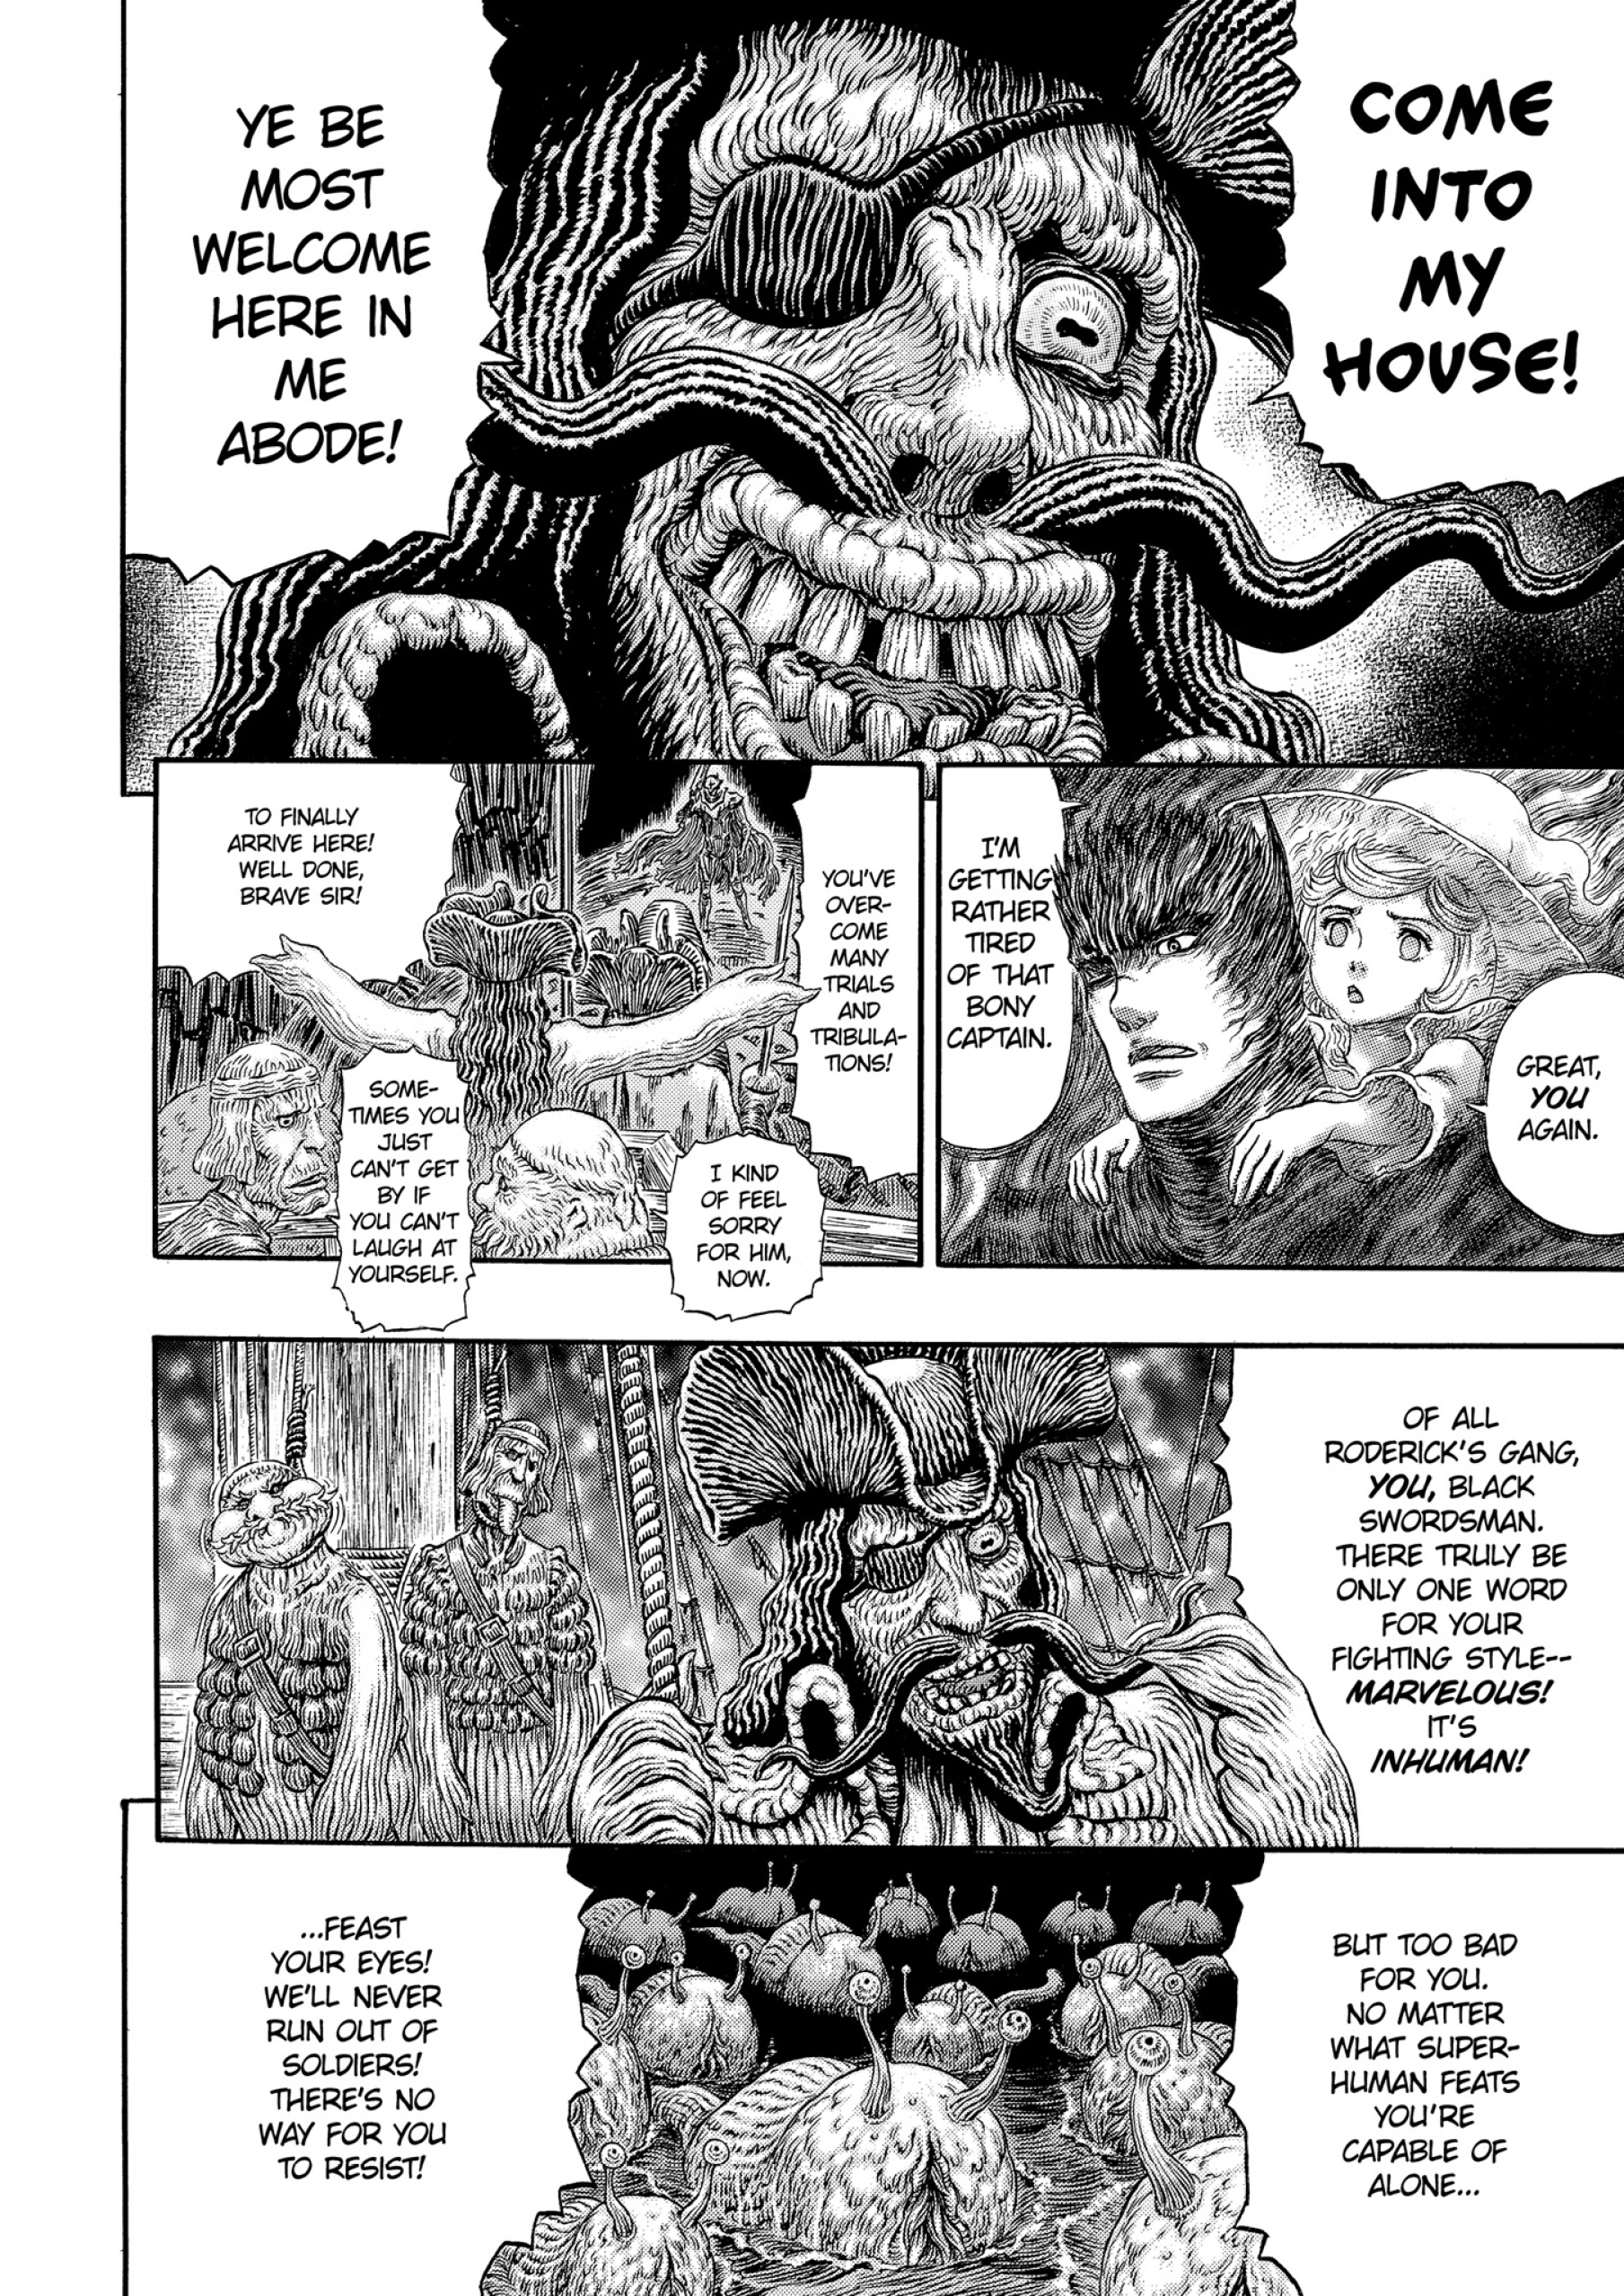 COME
INTO
MY
HOUSE!
YE BE
MOST
WELCOME
HERE IN
ME
ABODE!
GREAT,
YOU
AGAIN.
I'M
GETTING
RATHER
TIRED
OF THAT
BONY
CAPTAIN.
YOU'VE
OVER-
COME
MANY
TRIALS
AND
TRIBULA-
TIONS!
TO FINALLY
ARRIVE HERE!
WELL DONE,
BRAVE SIR!
I KIND
OF FEEL
SORRY
FOR HIM,
NOW.
SOME-
TIMES YOU
JUST
CAN'T GET
BY IF
YOU CAN'T
LAUGH AT
YOURSELF.
OF ALL
RODERICK'S GANG,
YOU, BLACK
SWORDSMAN.
THERE TRULY BE
ONLY ONE WORD
FOR YOUR
FIGHTING STYLE--
MARVELOUS!
IT'S
INHUMAN!
BUT TOO BAD
FOR YOU.
NO MATTER
WHAT SUPER-
HUMAN FEATS
YOU'RE
CAPABLE OF
ALONE...
...FEAST
YOUR EYES!
WE'LL NEVER
RUN OUT OF
SOLDIERS!
THERE'S NO
WAY FOR YOU
TO RESIST!